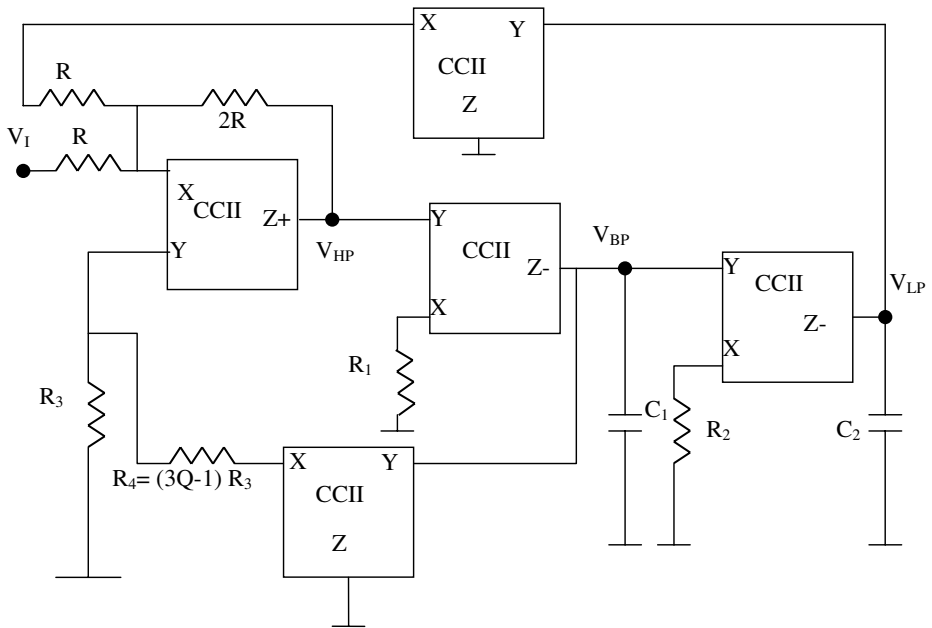 X
Y
CCII
Z
R
2R
V_I
R
X
CCII
Z+
Y
V_HP
Y
CCII
Z-
X
R_1
V_BP
Y
CCII
Z-
X
V_LP
C_1
R_2
C_2
R_3
R_4= (3Q-1) R_3
X
Y
CCII
Z